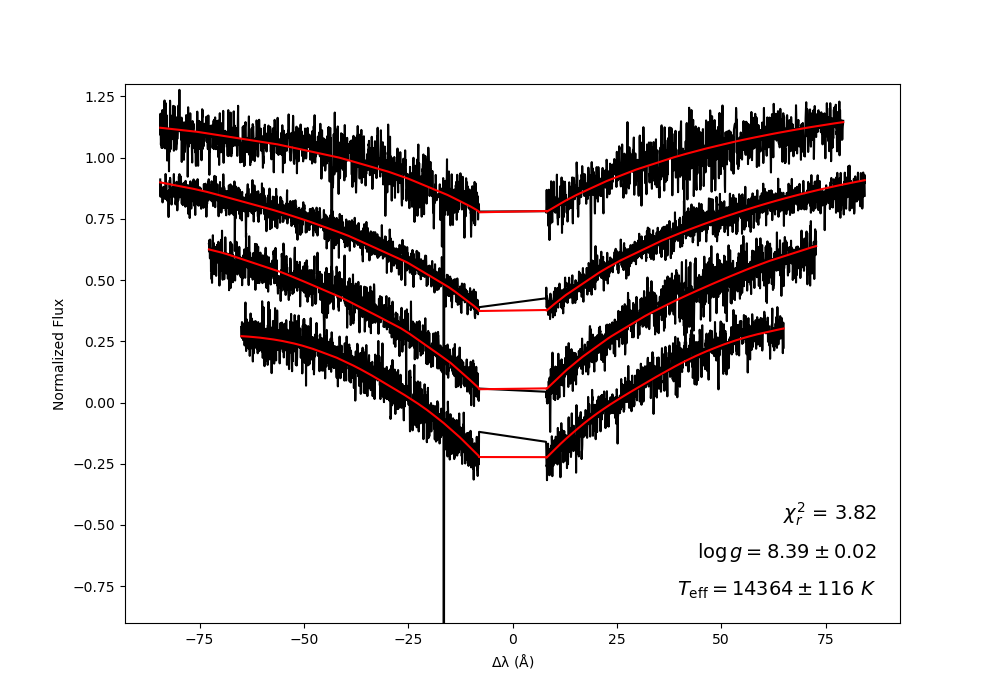 1.25
1.00
0.75
0.50
0.25
0.00
−0.25
−0.50
−0.75
Normalized Flux
χ²ᵣ = 3.82
log g = 8.39 ± 0.02
T_eff = 14364 ± 116 K
−75 −50 −25 0 25 50 75
Δλ (Å)